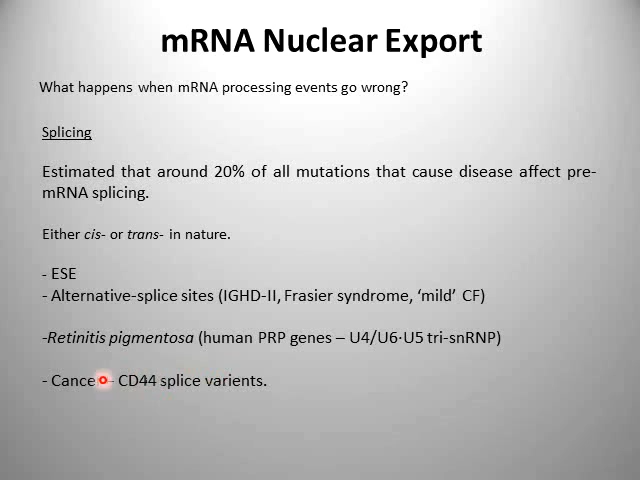 mRNA Nuclear Export
What happens when mRNA processing events go wrong?
Splicing
Estimated that around 20% of all mutations that cause disease affect pre-
mRNA splicing.
Either cis- or trans- in nature.
- ESE
- Alternative-splice sites (IGHD-II, Frasier syndrome, ‘mild’ CF)
-Retinitis pigmentosa (human PRP genes – U4/U6·U5 tri-snRNP)
- Cance - CD44 splice varients.